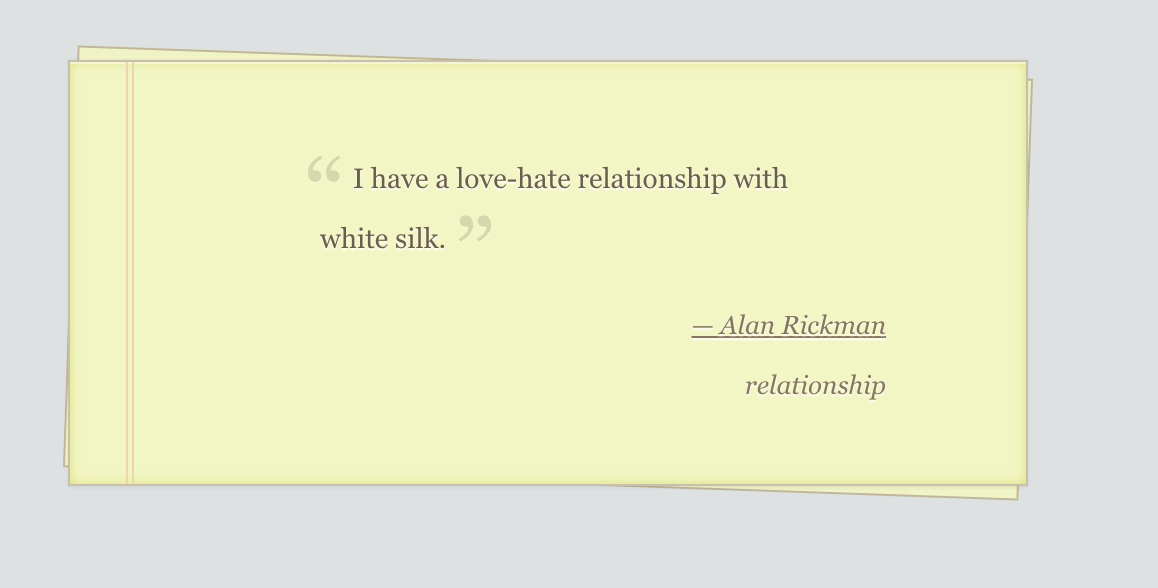 “ I have a love-hate relationship with
white silk. ”
— Alan Rickman
relationship